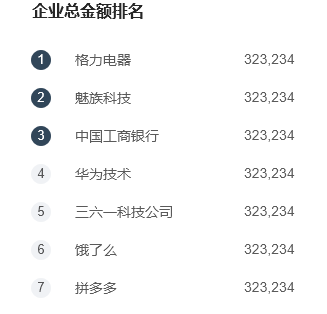 企业总金额排名
1 格力电器 323,234
2 魅族科技 323,234
3 中国工商银行 323,234
4 华为技术 323,234
5 三六一科技公司 323,234
6 饿了么 323,234
7 拼多多 323,234